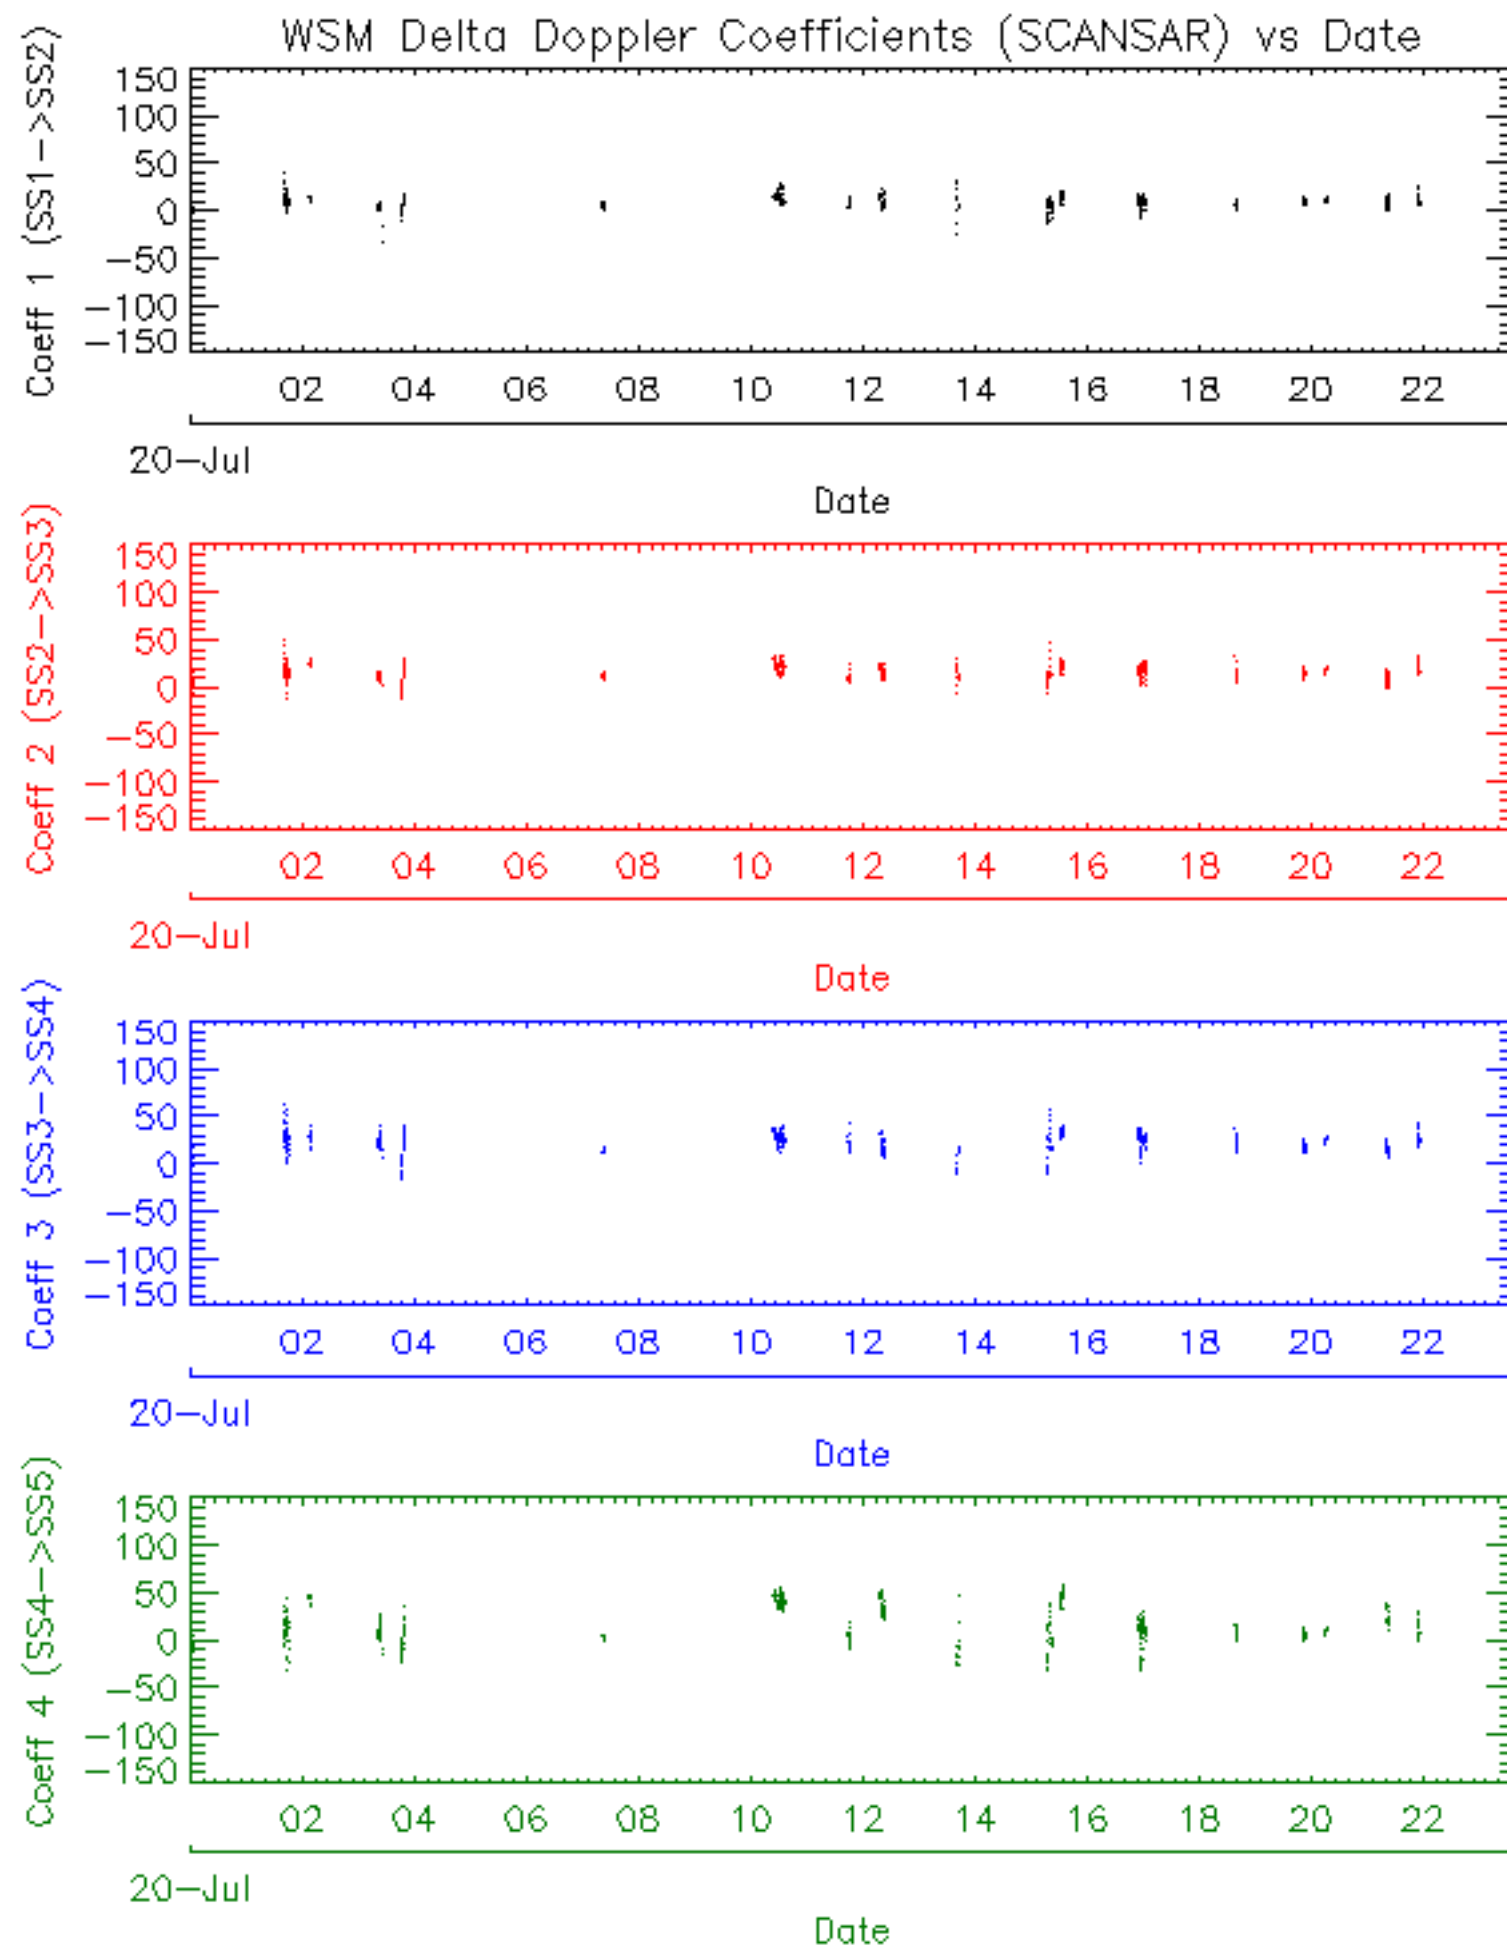 WSM Delta Doppler Coefficients (SCANSAR) vs Date
Coeff 1 (SS1->SS2)
150
100
50
0
-50
-100
-150
02 04 06 08 10 12 14 16 18 20 22
20-Jul
Date
Coeff 2 (SS2->SS3)
150
100
50
0
-50
-100
-150
02 04 06 08 10 12 14 16 18 20 22
20-Jul
Date
Coeff 3 (SS3->SS4)
150
100
50
0
-50
-100
-150
02 04 06 08 10 12 14 16 18 20 22
20-Jul
Date
Coeff 4 (SS4->SS5)
150
100
50
0
-50
-100
-150
02 04 06 08 10 12 14 16 18 20 22
20-Jul
Date